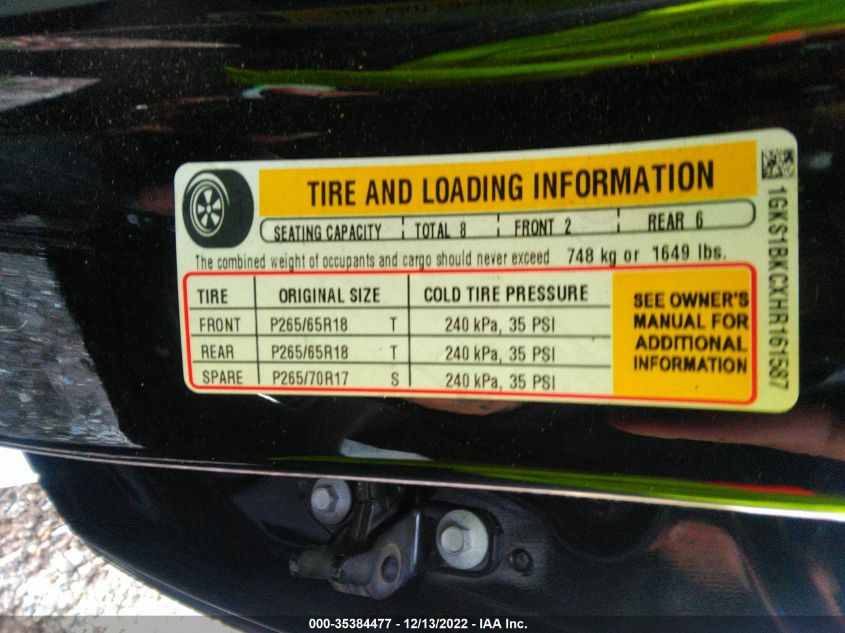 TIRE AND LOADING INFORMATION
SEATING CAPACITY TOTAL 8 FRONT 2 REAR 6
The combined weight of occupants and cargo should never exceed 748 kg or 1649 lbs.
TIRE ORIGINAL SIZE COLD TIRE PRESSURE
FRONT P265/65R18 T 240 kPa, 35 PSI
REAR P265/65R18 T 240 kPa, 35 PSI
SPARE P265/70R17 S 240 kPa, 35 PSI
SEE OWNER'S
MANUAL FOR
ADDITIONAL
INFORMATION
1GKS1BKCXHR161587
000-35384477 - 12/13/2022 - IAA Inc.